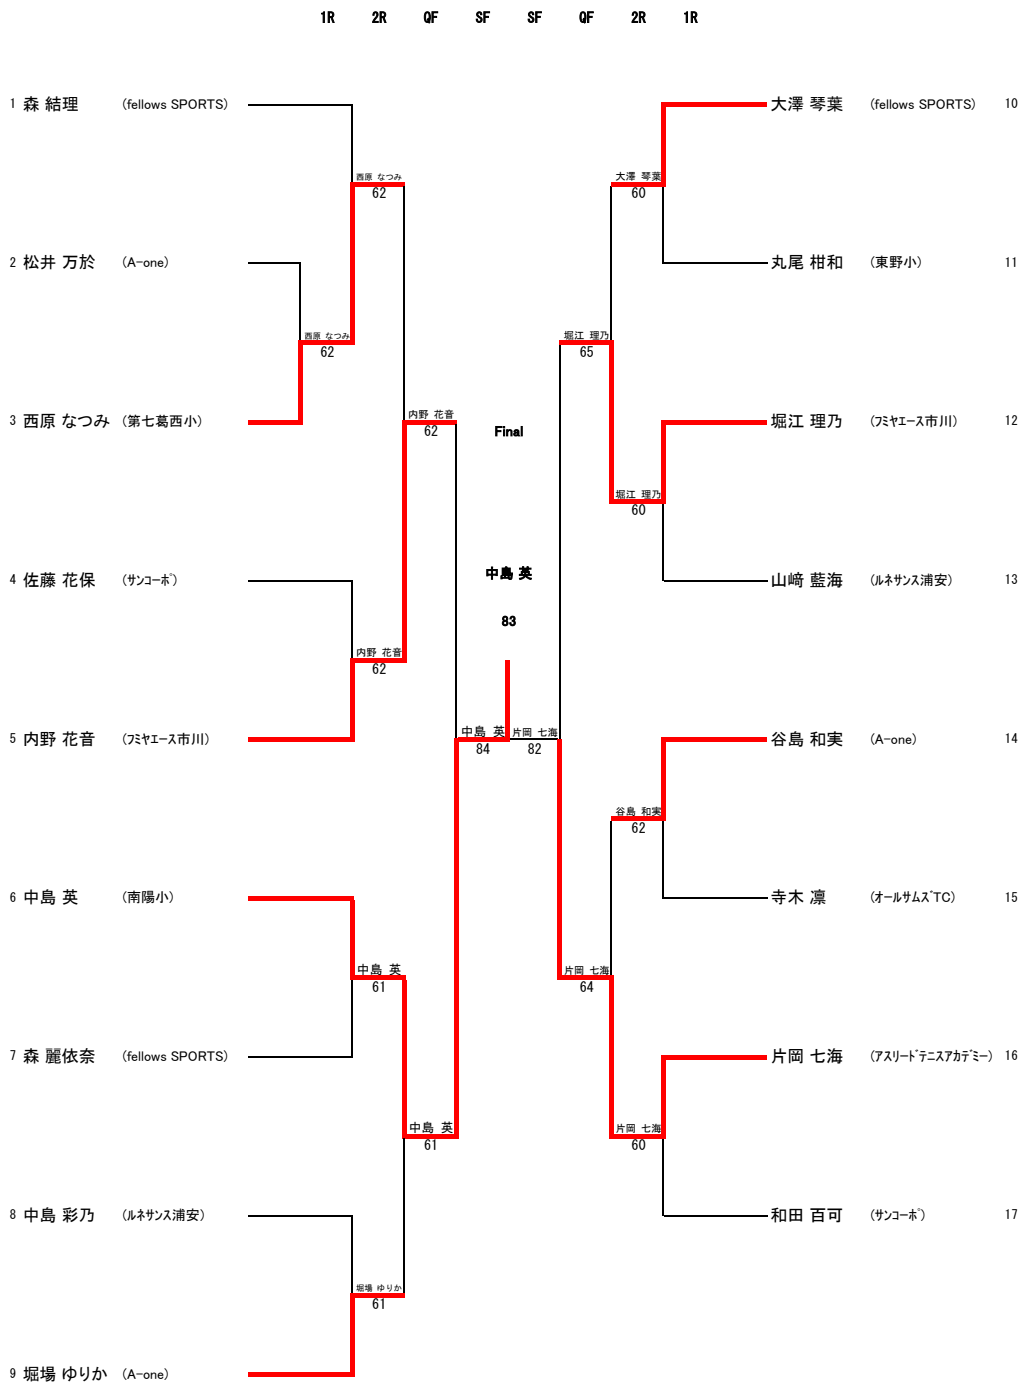 1R 2R QF SF SF QF 2R 1R
1 森 結理 (fellows SPORTS)
大澤 琴葉 (fellows SPORTS) 10
西原 なつみ
62
大澤 琴葉
60
2 松井 万於 (A-one)
丸尾 柑和 (東野小) 11
西原 なつみ
62
堀江 理乃
65
3 西原 なつみ (第七葛西小)
内野 花音
62
Final
堀江 理乃 (フミヤエース市川) 12
堀江 理乃
60
4 佐藤 花保 (サンコーポ)
中島 英
83
山﨑 藍海 (ルネサンス浦安) 13
内野 花音
62
5 内野 花音 (フミヤエース市川)
中島 英
84
片岡 七海
82
谷島 和実 (A-one) 14
谷島 和実
62
6 中島 英 (南陽小)
寺木 凛 (オールサムズTC) 15
中島 英
61
片岡 七海
64
7 森 麗依奈 (fellows SPORTS)
片岡 七海 (アスリードテニスアカデミー) 16
中島 英
61
片岡 七海
60
8 中島 彩乃 (ルネサンス浦安)
和田 百可 (サンコーポ) 17
堀場 ゆりか
61
9 堀場 ゆりか (A-one)